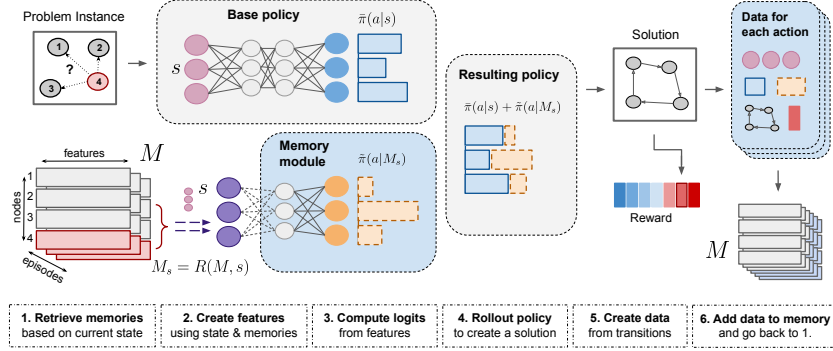 Problem Instance
1
2
?
3
4
Base policy
s
π̄(a|s)
Resulting policy
π̄(a|s) + π̃(a|M_s)
Solution
Reward
Data for
each action
features
M
nodes
1
2
3
4
episodes
s
M_s = R(M, s)
Memory
module
π̃(a|M_s)
M
1. Retrieve memories
based on current state
2. Create features
using state & memories
3. Compute logits
from features
4. Rollout policy
to create a solution
5. Create data
from transitions
6. Add data to memory
and go back to 1.